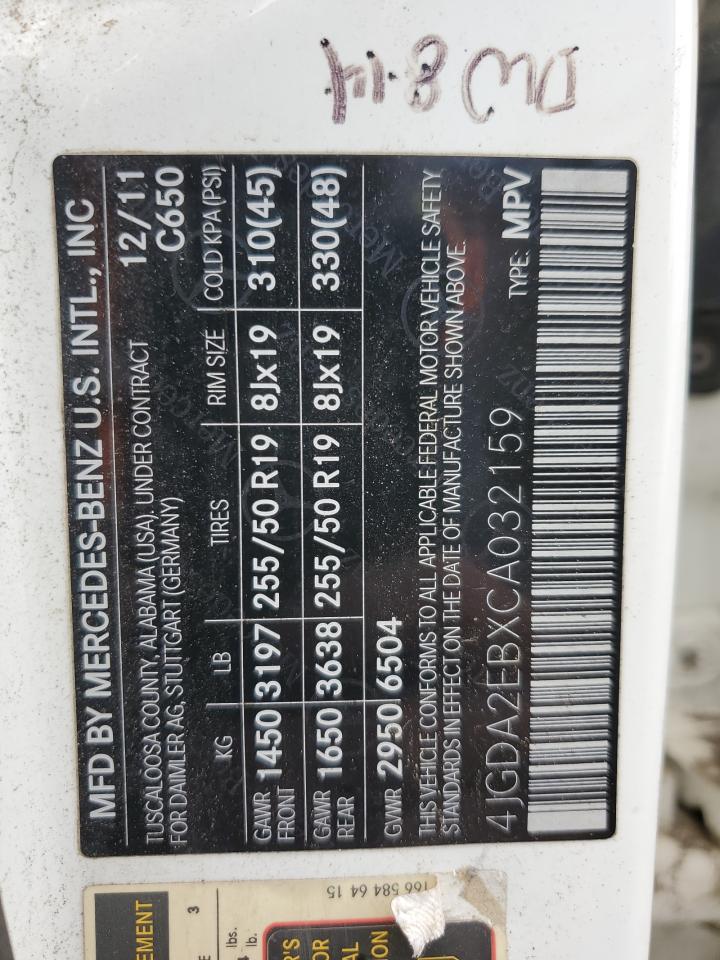 DW 8·14
MFD BY MERCEDES-BENZ U.S. INTL., INC
TUSCALOOSA COUNTY, ALABAMA (USA), UNDER CONTRACT 12/11
FOR DAIMLER AG, STUTTGART (GERMANY) C650
KG LB TIRES RIM SIZE COLD KPA(PSI)
GAWR FRONT 1450 3197 255/50 R19 8Jx19 310(45)
GAWR REAR 1650 3638 255/50 R19 8Jx19 330(48)
GVWR 2950 6504
THIS VEHICLE CONFORMS TO ALL APPLICABLE FEDERAL MOTOR VEHICLE SAFETY
STANDARDS IN EFFECT ON THE DATE OF MANUFACTURE SHOWN ABOVE.
4JGDA2EBXCA032159 TYPE: MPV
EMENT
3
lbs.
lb.
166 584 64 15
R'S
OR
AL
ION